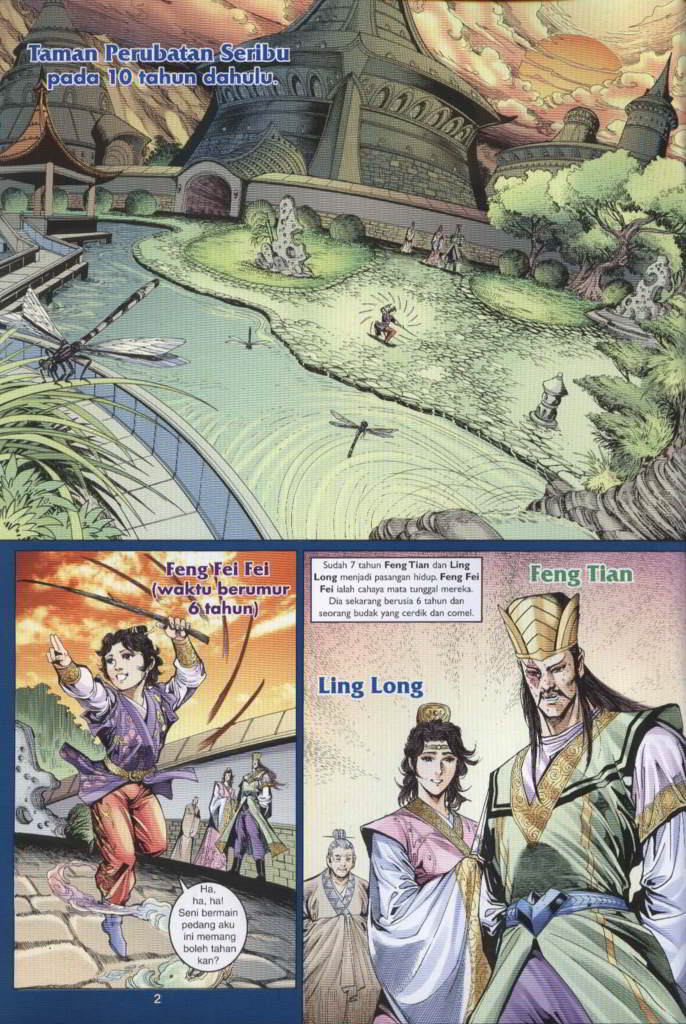 Taman Perubatan Seribu
pada 10 tahun dahulu.
Feng Fei Fei
(waktu berumur
6 tahun)
Ha,
ha, ha!
Seni bermain
pedang aku
ini memang
boleh tahan
kan?
Sudah 7 tahun Feng Tian dan Ling
Long menjadi pasangan hidup. Feng Fei
Fei ialah cahaya mata tunggal mereka.
Dia sekarang berusia 6 tahun dan
seorang budak yang cerdik dan comel.
Feng Tian
Ling Long
2